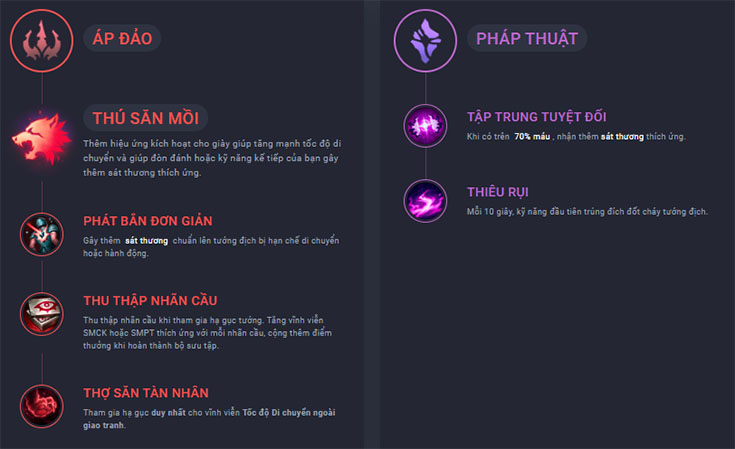 ÁP ĐẢO
THÚ SĂN MỒI
Thêm hiệu ứng kích hoạt cho giày giúp tăng mạnh tốc độ di
chuyển và giúp đòn đánh hoặc kỹ năng kế tiếp của bạn gây
thêm sát thương thích ứng.
PHÁT BẮN ĐƠN GIẢN
Gây thêm sát thương chuẩn lên tướng địch bị hạn chế di chuyển
hoặc hành động.
THU THẬP NHÃN CẦU
Thu thập nhãn cầu khi tham gia hạ gục tướng. Tăng vĩnh viễn
SMCK hoặc SMPT thích ứng với mỗi nhãn cầu, cộng thêm điểm
thưởng khi hoàn thành bộ sưu tập.
THỢ SĂN TÀN NHẪN
Tham gia hạ gục duy nhất cho vĩnh viễn Tốc độ Di chuyển ngoài
giao tranh.
PHÁP THUẬT
TẬP TRUNG TUYỆT ĐỐI
Khi có trên 70% máu , nhận thêm sát thương thích ứng.
THIÊU RỤI
Mỗi 10 giây, kỹ năng đầu tiên trúng đích đốt cháy tướng địch.